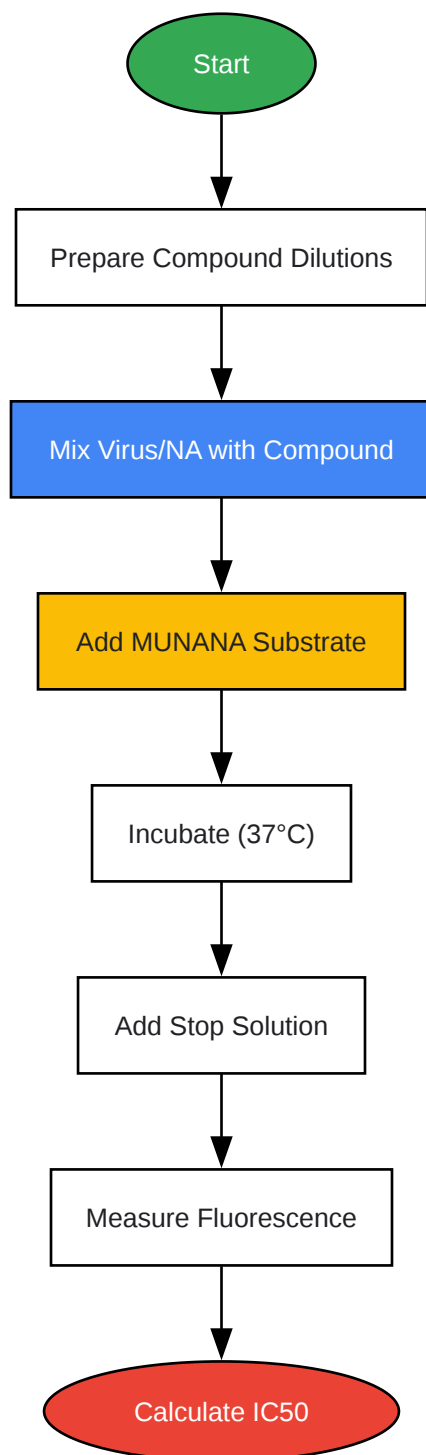 Start
Prepare Compound Dilutions
Mix Virus/NA with Compound
Add MUNANA Substrate
Incubate (37°C)
Add Stop Solution
Measure Fluorescence
Calculate IC50